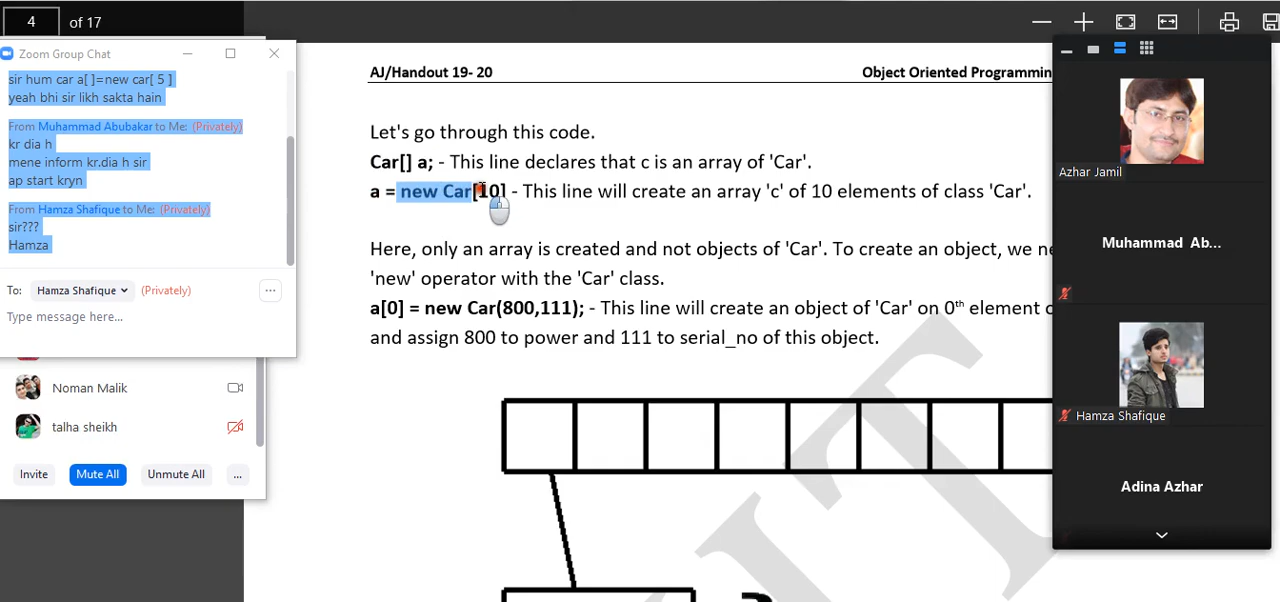 4 of 17
Zoom Group Chat
sir hum car a[ ]=new car[ 5 ]
yeah bhi sir likh sakta hain
From Muhammad Abubakar to Me: (Privately)
kr dia h
mene inform kr.dia h sir
ap start kryn
From Hamza Shafique to Me: (Privately)
sir???
Hamza
To: Hamza Shafique (Privately)
...
Type message here...
Noman Malik
talha sheikh
Invite Mute All Unmute All ...
AJ/Handout 19- 20 Object Oriented Programmin
Let's go through this code.
Car[] a; - This line declares that c is an array of 'Car'.
a = new Car[10] - This line will create an array 'c' of 10 elements of class 'Car'.
Here, only an array is created and not objects of 'Car'. To create an object, we ne
'new' operator with the 'Car' class.
a[0] = new Car(800,111); - This line will create an object of 'Car' on 0th element o
and assign 800 to power and 111 to serial_no of this object.
Azhar Jamil
Muhammad Ab...
Hamza Shafique
Adina Azhar